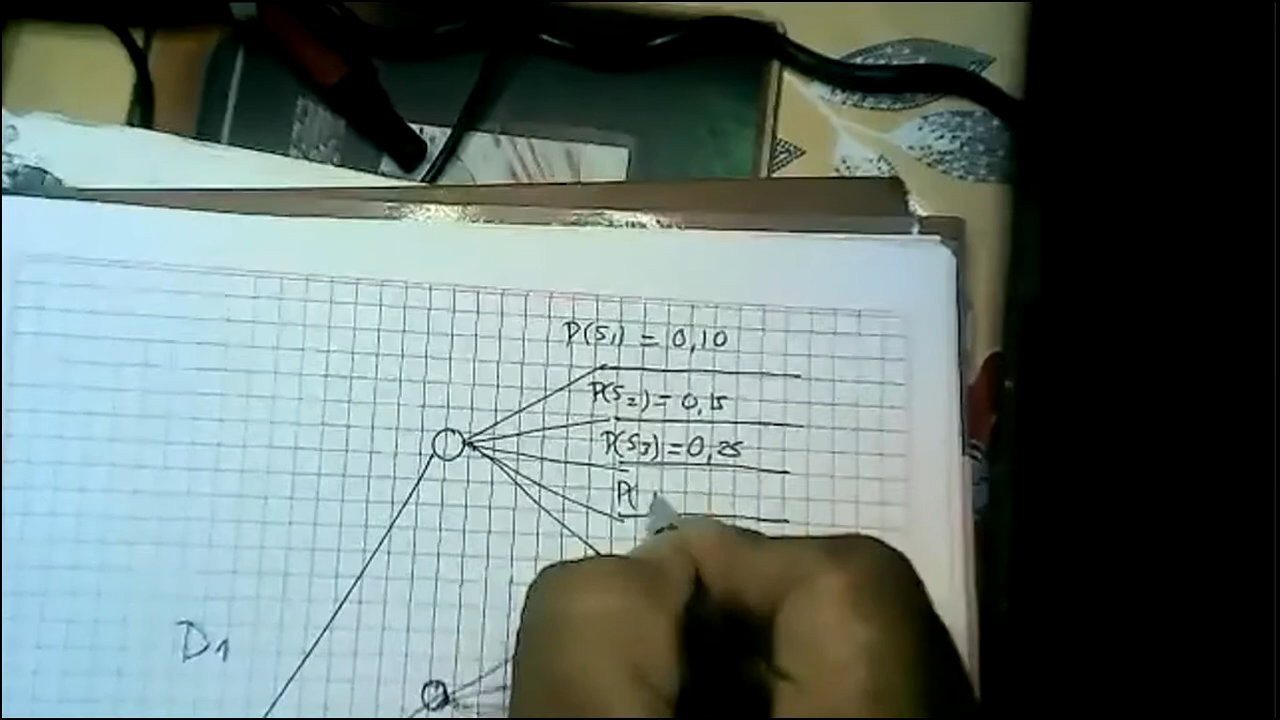 P(S1) = 0,10
P(S2) = 0,15
P(S3) = 0,25
P(
D1